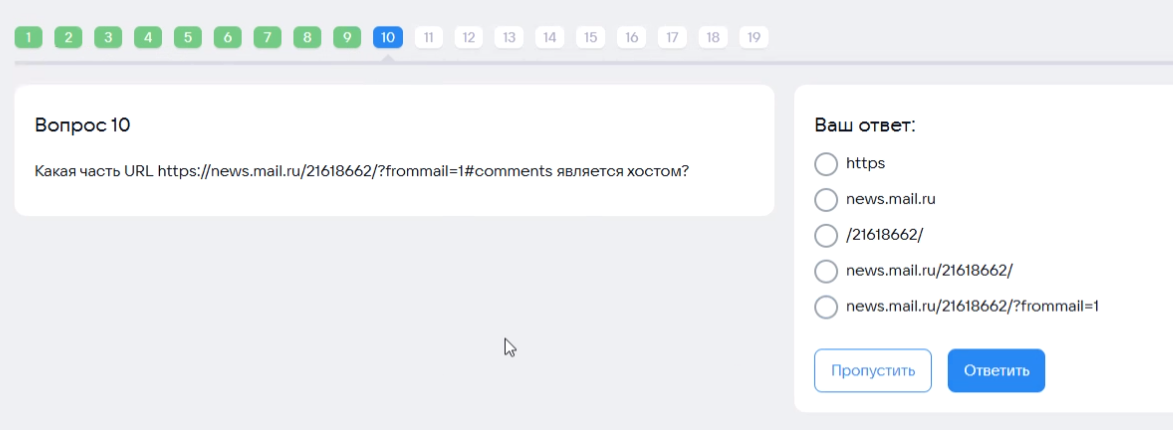 1 2 3 4 5 6 7 8 9 10 11 12 13 14 15 16 17 18 19
Вопрос 10
Какая часть URL https://news.mail.ru/21618662/?frommail=1#comments является хостом?
Ваш ответ:
https
news.mail.ru
/21618662/
news.mail.ru/21618662/
news.mail.ru/21618662/?frommail=1
Пропустить Ответить